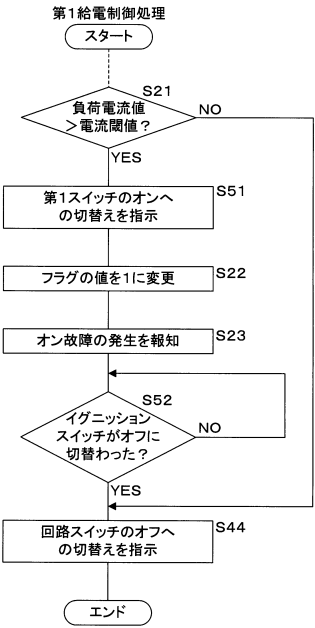 第1給電制御処理
スタート
S21
負荷電流値
＞電流閾値？
NO
YES
S51
第1スイッチのオンへ
の切替えを指示
S22
フラグの値を1に変更
S23
オン故障の発生を報知
S52
イグニッション
スイッチがオフに
切替わった？
NO
YES
S44
回路スイッチのオフへ
の切替えを指示
エンド